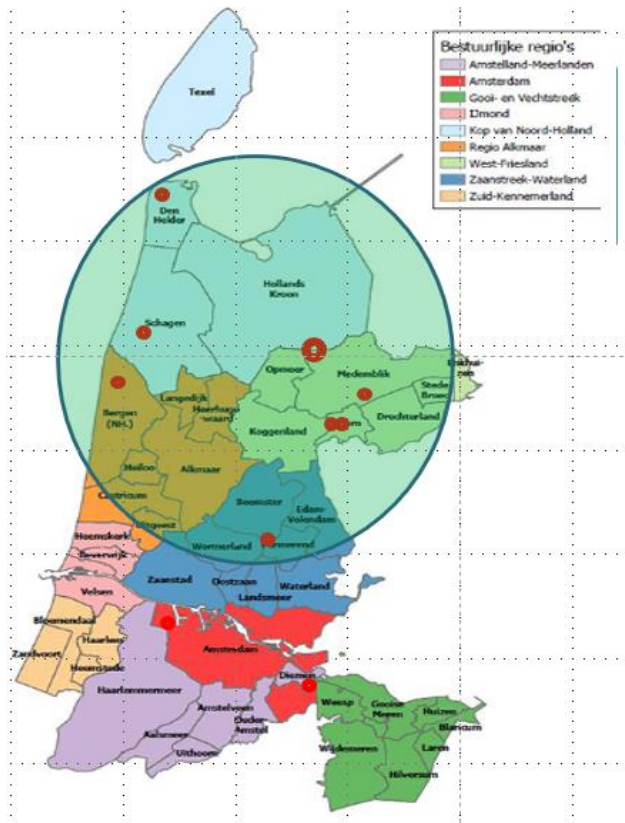 Bestuurlijke regio's
Amstelland-Meerlanden
Amsterdam
Gooi- en Vechtstreek
IJmond
Kop van Noord-Holland
Regio Alkmaar
West-Friesland
Zaanstreek-Waterland
Zuid-Kennemerland
Texel
Den
Helder
Hollands
Kroon
Schagen
Opmeer
Medemblik
Stede
Broec
Langedijk
Bergen
(NH.)
Drechterland
Koggenland
Heiloo
Alkmaar
Castricum
Beemster
Edam-
Volendam
Uitgeest
Heemskerk
Wormerland
Beverwijk
Zaanstad
Oostzaan
Waterland
Landsmeer
Velsen
Bloemendaal
Haarlem
Zandvoort
Heemstede
Amsterdam
Diemen
Haarlemmermeer
Weesp
Gooise
Meren
Huizen
Blaricum
Amstelveen
Ouder-
Amstel
Aalsmeer
Uithoorn
Wijdemeren
Laren
Hilversum